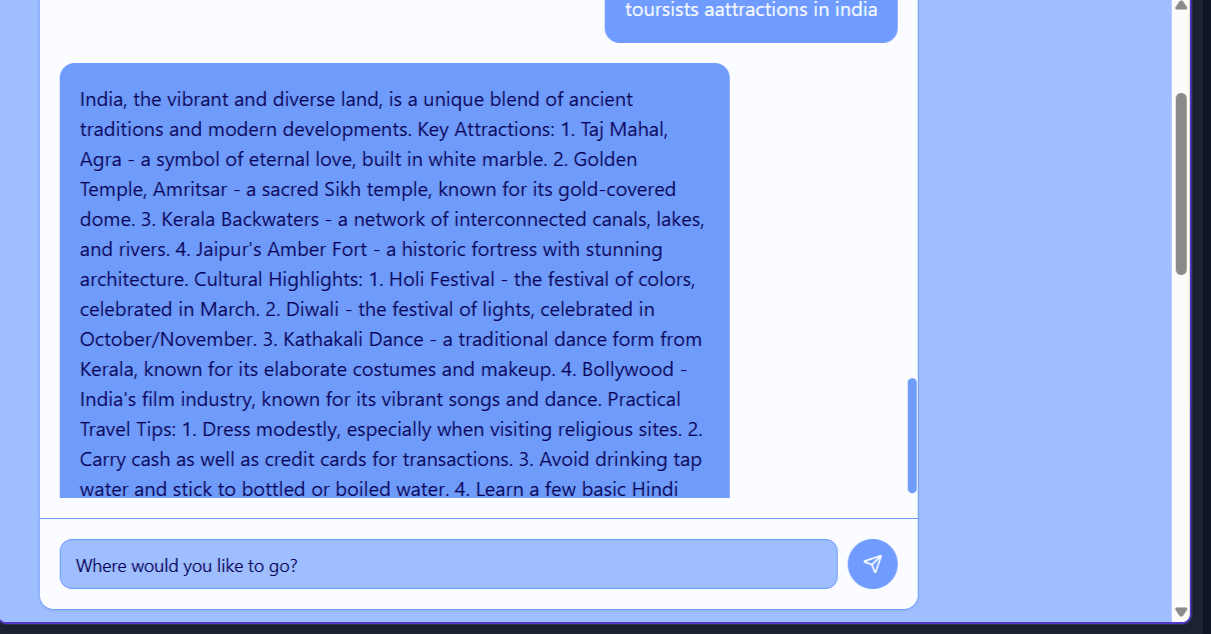 toursists aattractions in india
India, the vibrant and diverse land, is a unique blend of ancient
traditions and modern developments. Key Attractions: 1. Taj Mahal,
Agra - a symbol of eternal love, built in white marble. 2. Golden
Temple, Amritsar - a sacred Sikh temple, known for its gold-covered
dome. 3. Kerala Backwaters - a network of interconnected canals, lakes,
and rivers. 4. Jaipur's Amber Fort - a historic fortress with stunning
architecture. Cultural Highlights: 1. Holi Festival - the festival of colors,
celebrated in March. 2. Diwali - the festival of lights, celebrated in
October/November. 3. Kathakali Dance - a traditional dance form from
Kerala, known for its elaborate costumes and makeup. 4. Bollywood -
India's film industry, known for its vibrant songs and dance. Practical
Travel Tips: 1. Dress modestly, especially when visiting religious sites. 2.
Carry cash as well as credit cards for transactions. 3. Avoid drinking tap
water and stick to bottled or boiled water. 4. Learn a few basic Hindi
Where would you like to go?